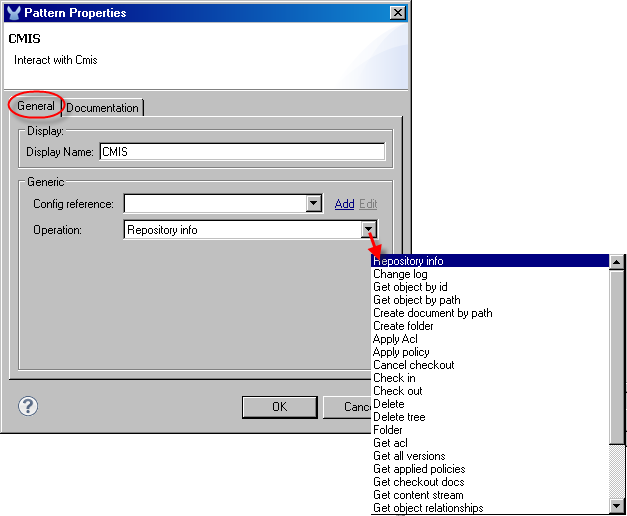 Pattern Properties
CMIS
Interact with Cmis
General
Documentation
Display:
Display Name: CMIS
Generic
Config reference: Add Edit
Operation: Repository info
Repository info
Change log
Get object by id
Get object by path
Create document by path
Create folder
Apply Acl
Apply policy
Cancel checkout
Check in
Check out
Delete
Delete tree
Folder
Get acl
Get all versions
Get applied policies
Get checkout docs
Get content stream
Get object relationships
? OK Canc